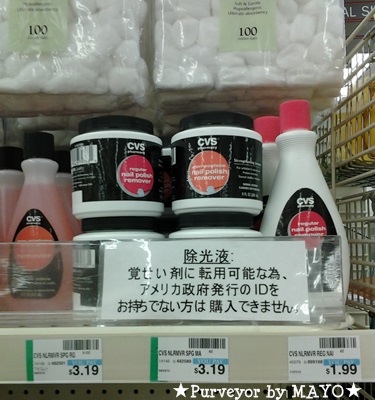 100
100
CVS
pharmacy
regular
nail polish
remover
CVS
pharmacy
strengthening
nail polish
remover
CVS
CVS
regular
nail polish
remover
除光液:
覚せい剤に転用可能な為、
アメリカ政府発行のIDを
お持ちでない方は購入できません。
CVS NLRMVR SPG RG
$3.19
CVS NLRMVR SPG MA
$3.19
CVS NLRMVR REG NAI
$1.99
★Purveyor by MAYO★